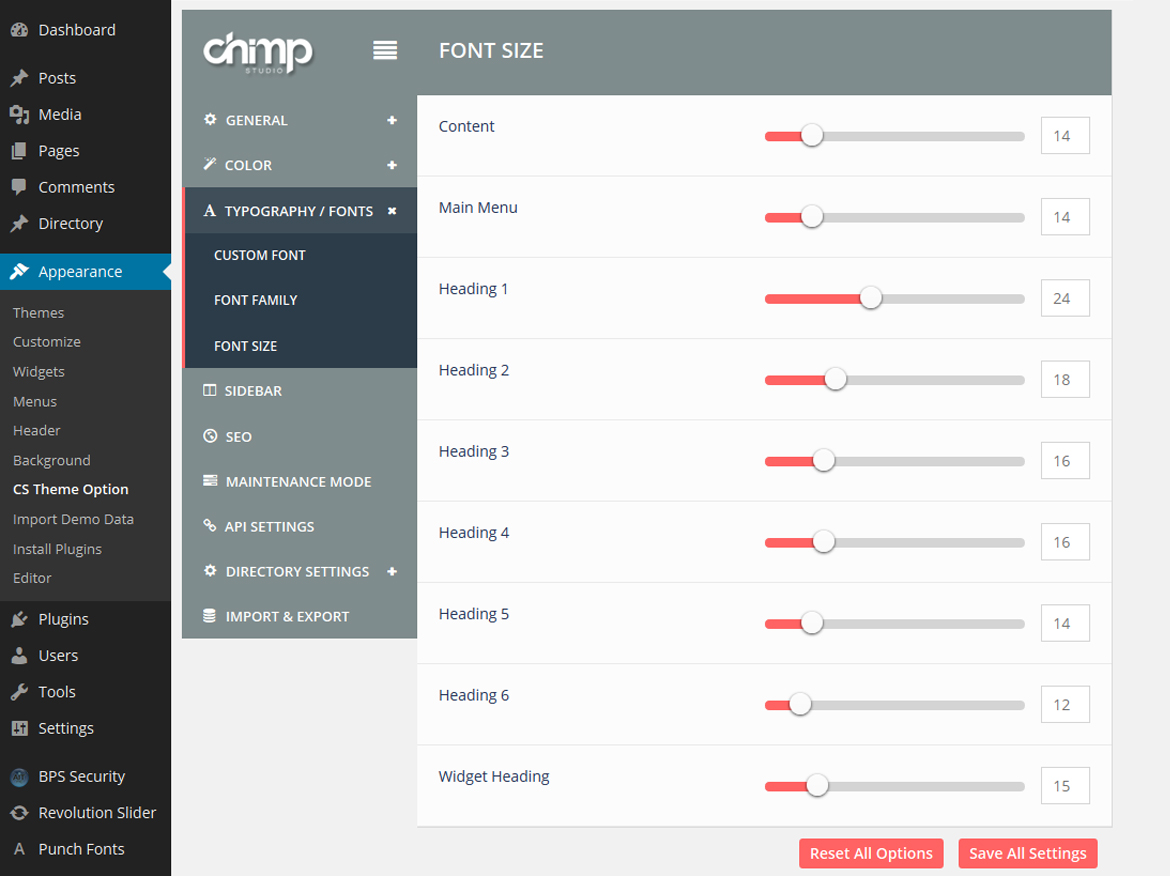 Dashboard
Posts
Media
Pages
Comments
Directory
Appearance
Themes
Customize
Widgets
Menus
Header
Background
CS Theme Option
Import Demo Data
Install Plugins
Editor
Plugins
Users
Tools
Settings
BPS Security
Revolution Slider
A Punch Fonts
chimp
STUDIO
GENERAL +
COLOR +
A TYPOGRAPHY / FONTS ×
CUSTOM FONT
FONT FAMILY
FONT SIZE
SIDEBAR
SEO
MAINTENANCE MODE
API SETTINGS
DIRECTORY SETTINGS +
IMPORT & EXPORT
FONT SIZE
Content 14
Main Menu 14
Heading 1 24
Heading 2 18
Heading 3 16
Heading 4 16
Heading 5 14
Heading 6 12
Widget Heading 15
Reset All Options Save All Settings